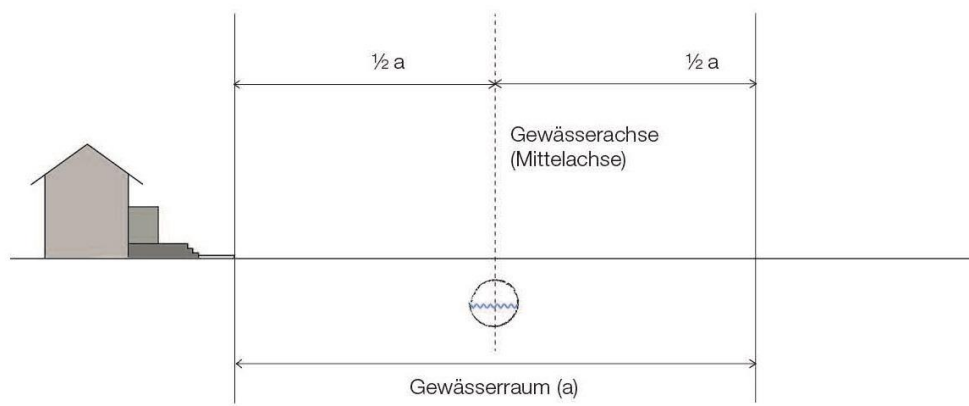 ½ a
½ a
Gewässerachse
(Mittelachse)
Gewässerraum (a)